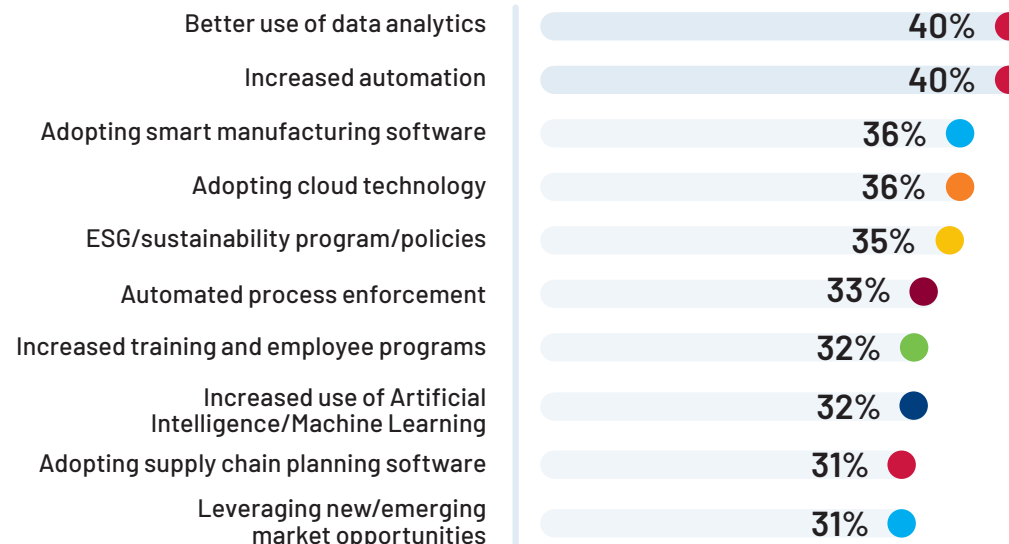 Better use of data analytics 40%
Increased automation 40%
Adopting smart manufacturing software 36%
Adopting cloud technology 36%
ESG/sustainability program/policies 35%
Automated process enforcement 33%
Increased training and employee programs 32%
Increased use of Artificial
Intelligence/Machine Learning 32%
Adopting supply chain planning software 31%
Leveraging new/emerging
market opportunities 31%